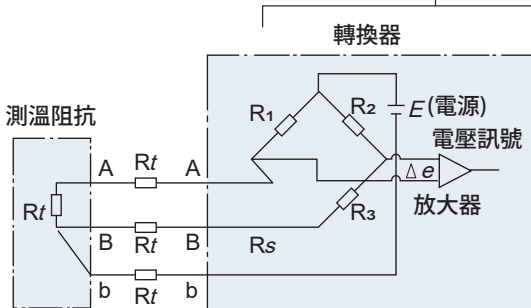 轉換器
測溫阻抗
R1
R2
E(電源)
電壓訊號
A Rt A
Δe
Rt
R3
放大器
B Rt B
Rs
b Rt b